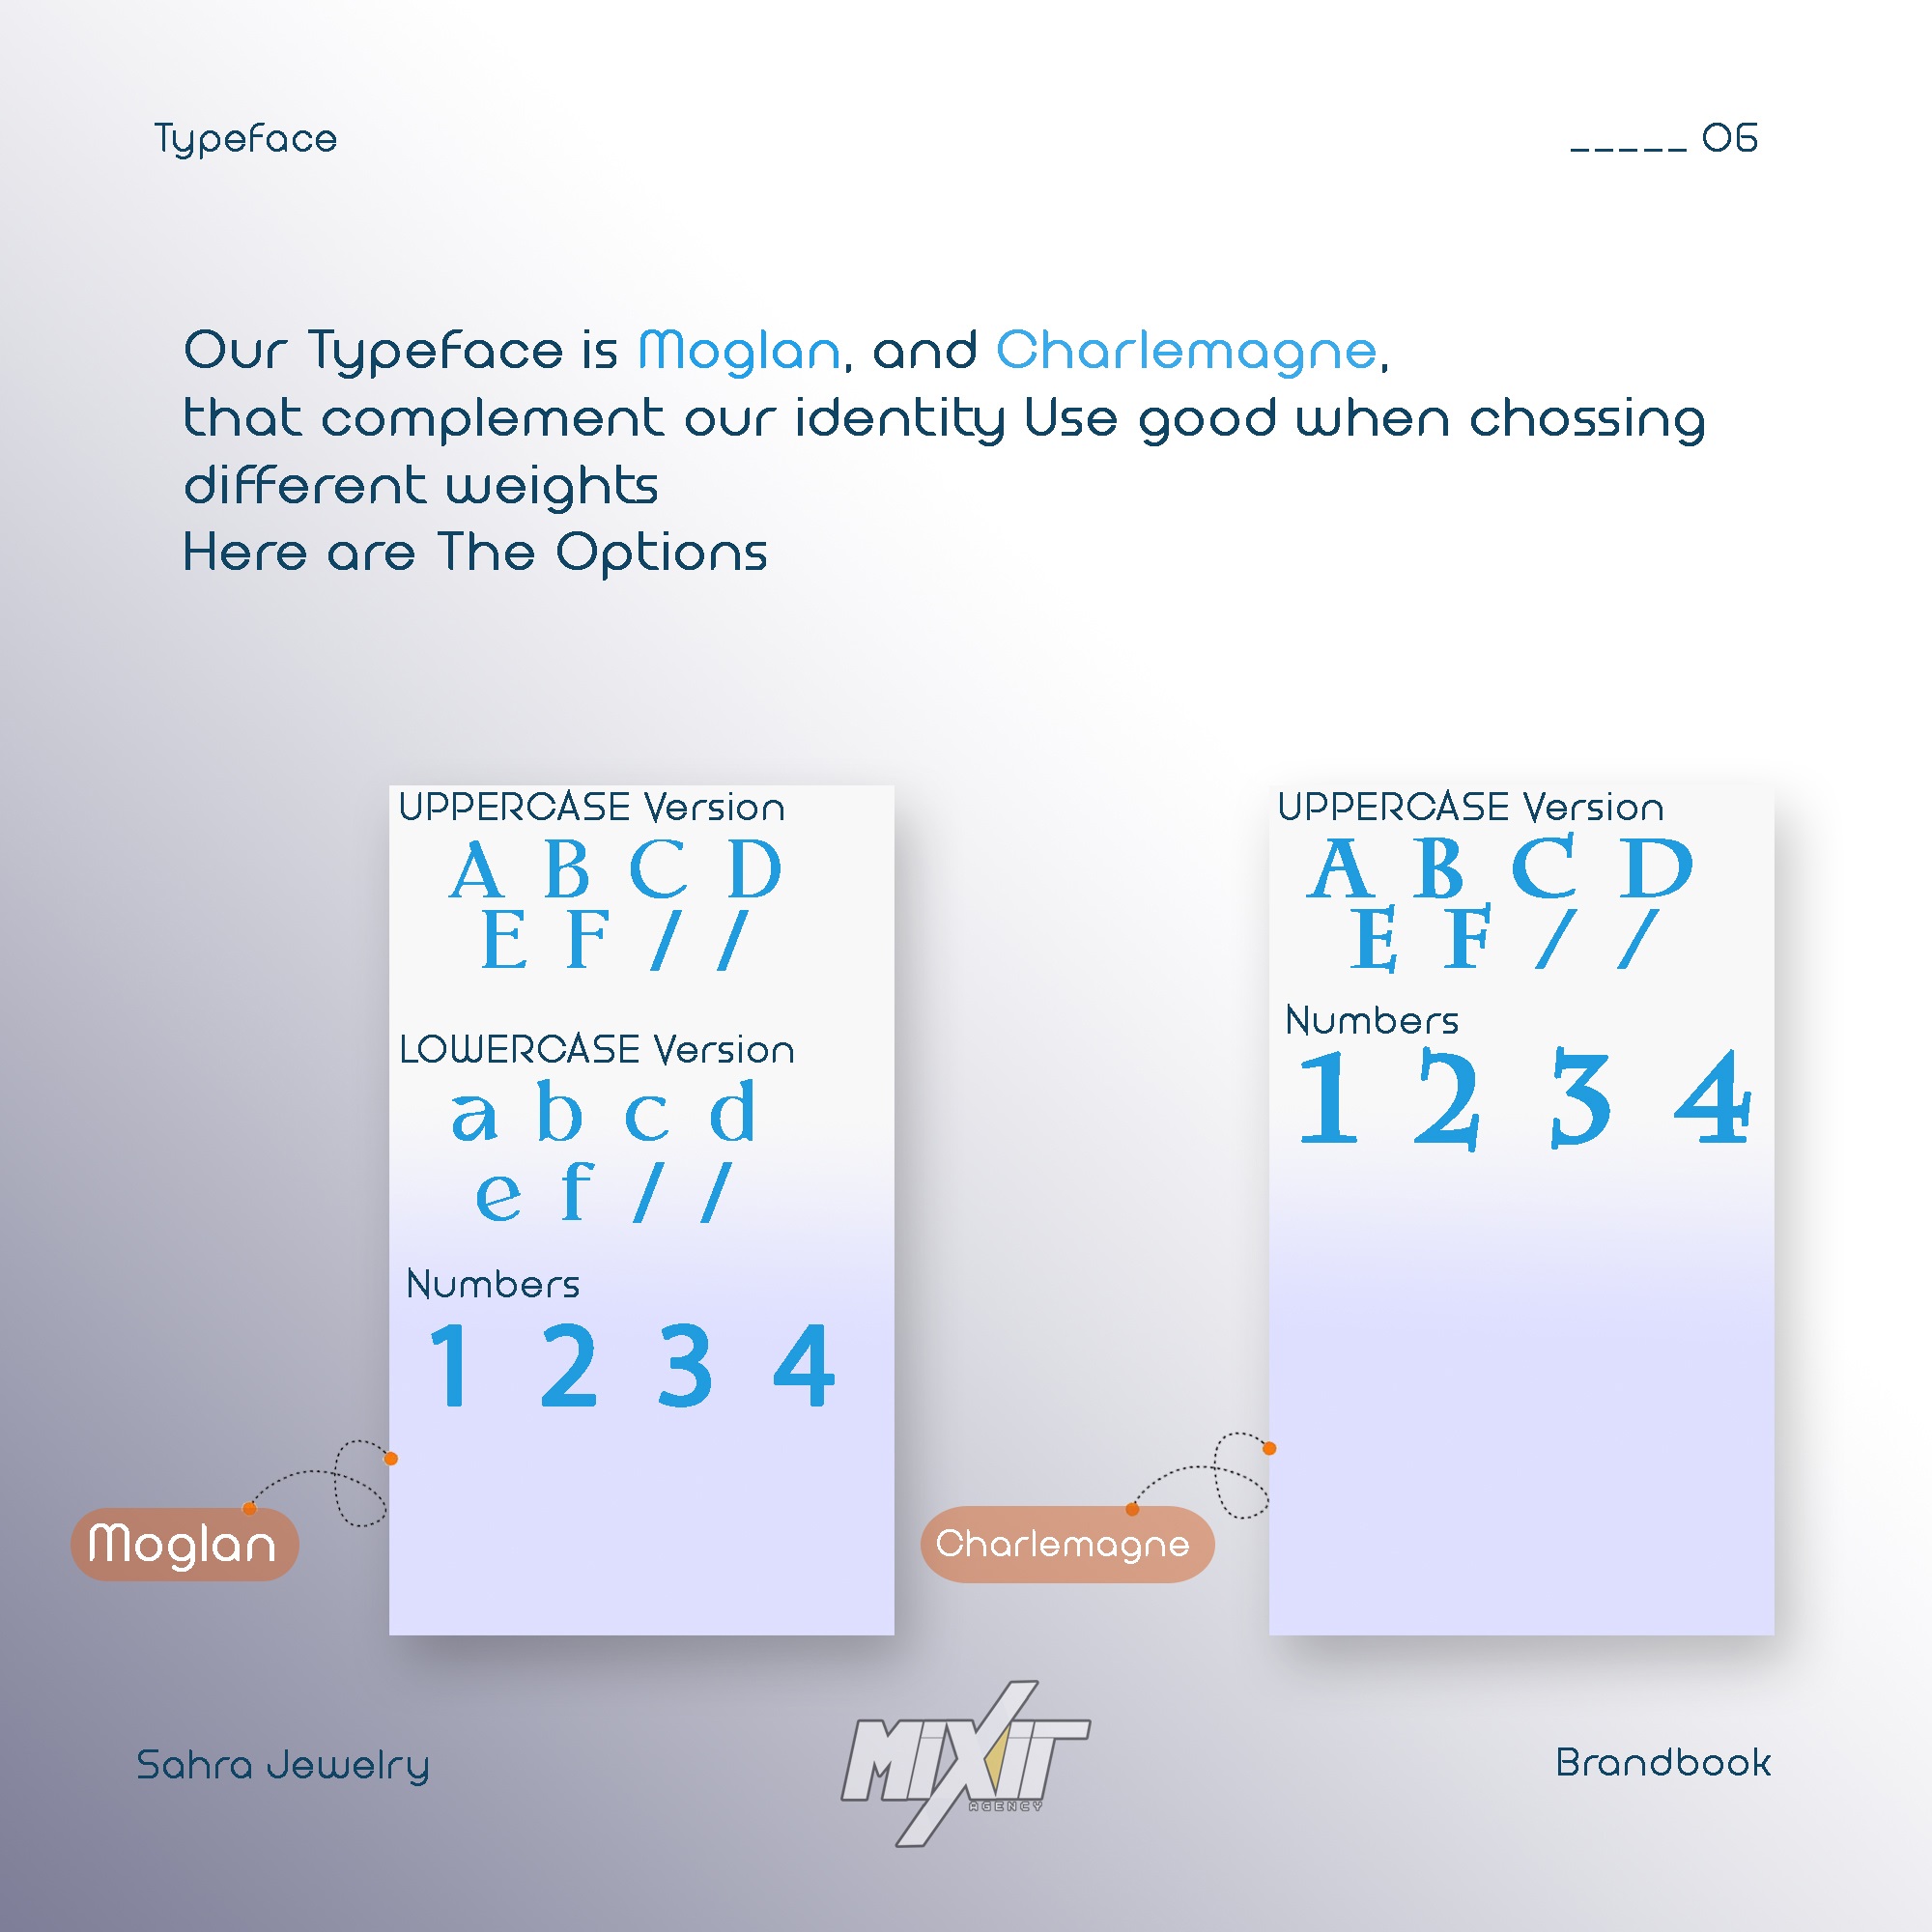 Typeface
_____ 06
Our Typeface is Moglan, and Charlemagne,
that complement our identity Use good when chossing
different weights
Here are The Options
UPPERCASE Version
A B C D
E F / /
LOWERCASE Version
a b c d
e f / /
Numbers
1 2 3 4
Moglan
UPPERCASE Version
A B C D
E F / /
Numbers
1 2 3 4
Charlemagne
Sahra Jewelry
MIXIT
AGENCY
Brandbook